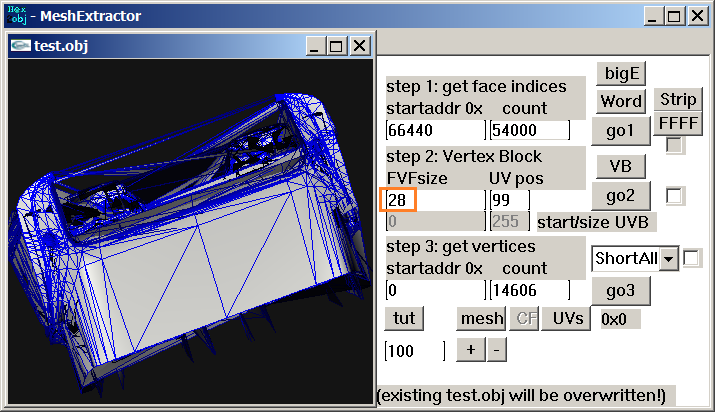 Hex
obj - MeshExtractor
test.obj
step 1: get face indices
startaddr 0x count
66440 54000
bigE
Word
Strip
go1
FFFF
step 2: Vertex Block
FVFsize UV pos
28 99
0 255 start/size UVB
VB
go2
step 3: get vertices
startaddr 0x count
0 14606
ShortAll
go3
tut mesh CF UVs 0x0
100 + -
(existing test.obj will be overwritten!)